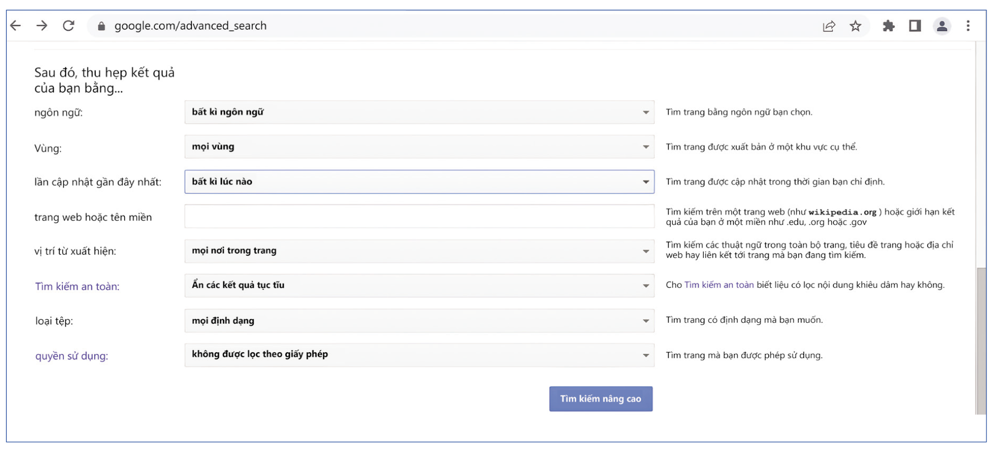 google.com/advanced_search
Sau đó, thu hẹp kết quả
của bạn bằng...
ngôn ngữ:
bất kì ngôn ngữ
Tìm trang bằng ngôn ngữ bạn chọn.
Vùng:
mọi vùng
Tìm trang được xuất bản ở một khu vực cụ thể.
lần cập nhật gần đây nhất:
bất kì lúc nào
Tìm trang được cập nhật trong thời gian bạn chỉ định.
trang web hoặc tên miền
Tìm kiếm trên một trang web (như wikipedia.org ) hoặc giới hạn kết
quả của bạn ở một miền như .edu, .org hoặc .gov
vị trí từ xuất hiện:
mọi nơi trong trang
Tìm kiếm các thuật ngữ trong toàn bộ trang, tiêu đề trang hoặc địa chỉ
web hay liên kết tới trang mà bạn đang tìm kiếm.
Tìm kiếm an toàn:
Ẩn các kết quả tục tĩu
Cho Tìm kiếm an toàn biết liệu có lọc nội dung khiêu dâm hay không.
loại tệp:
mọi định dạng
Tìm trang có định dạng mà bạn muốn.
quyền sử dụng:
không được lọc theo giấy phép
Tìm trang mà bạn được phép sử dụng.
Tìm kiếm nâng cao